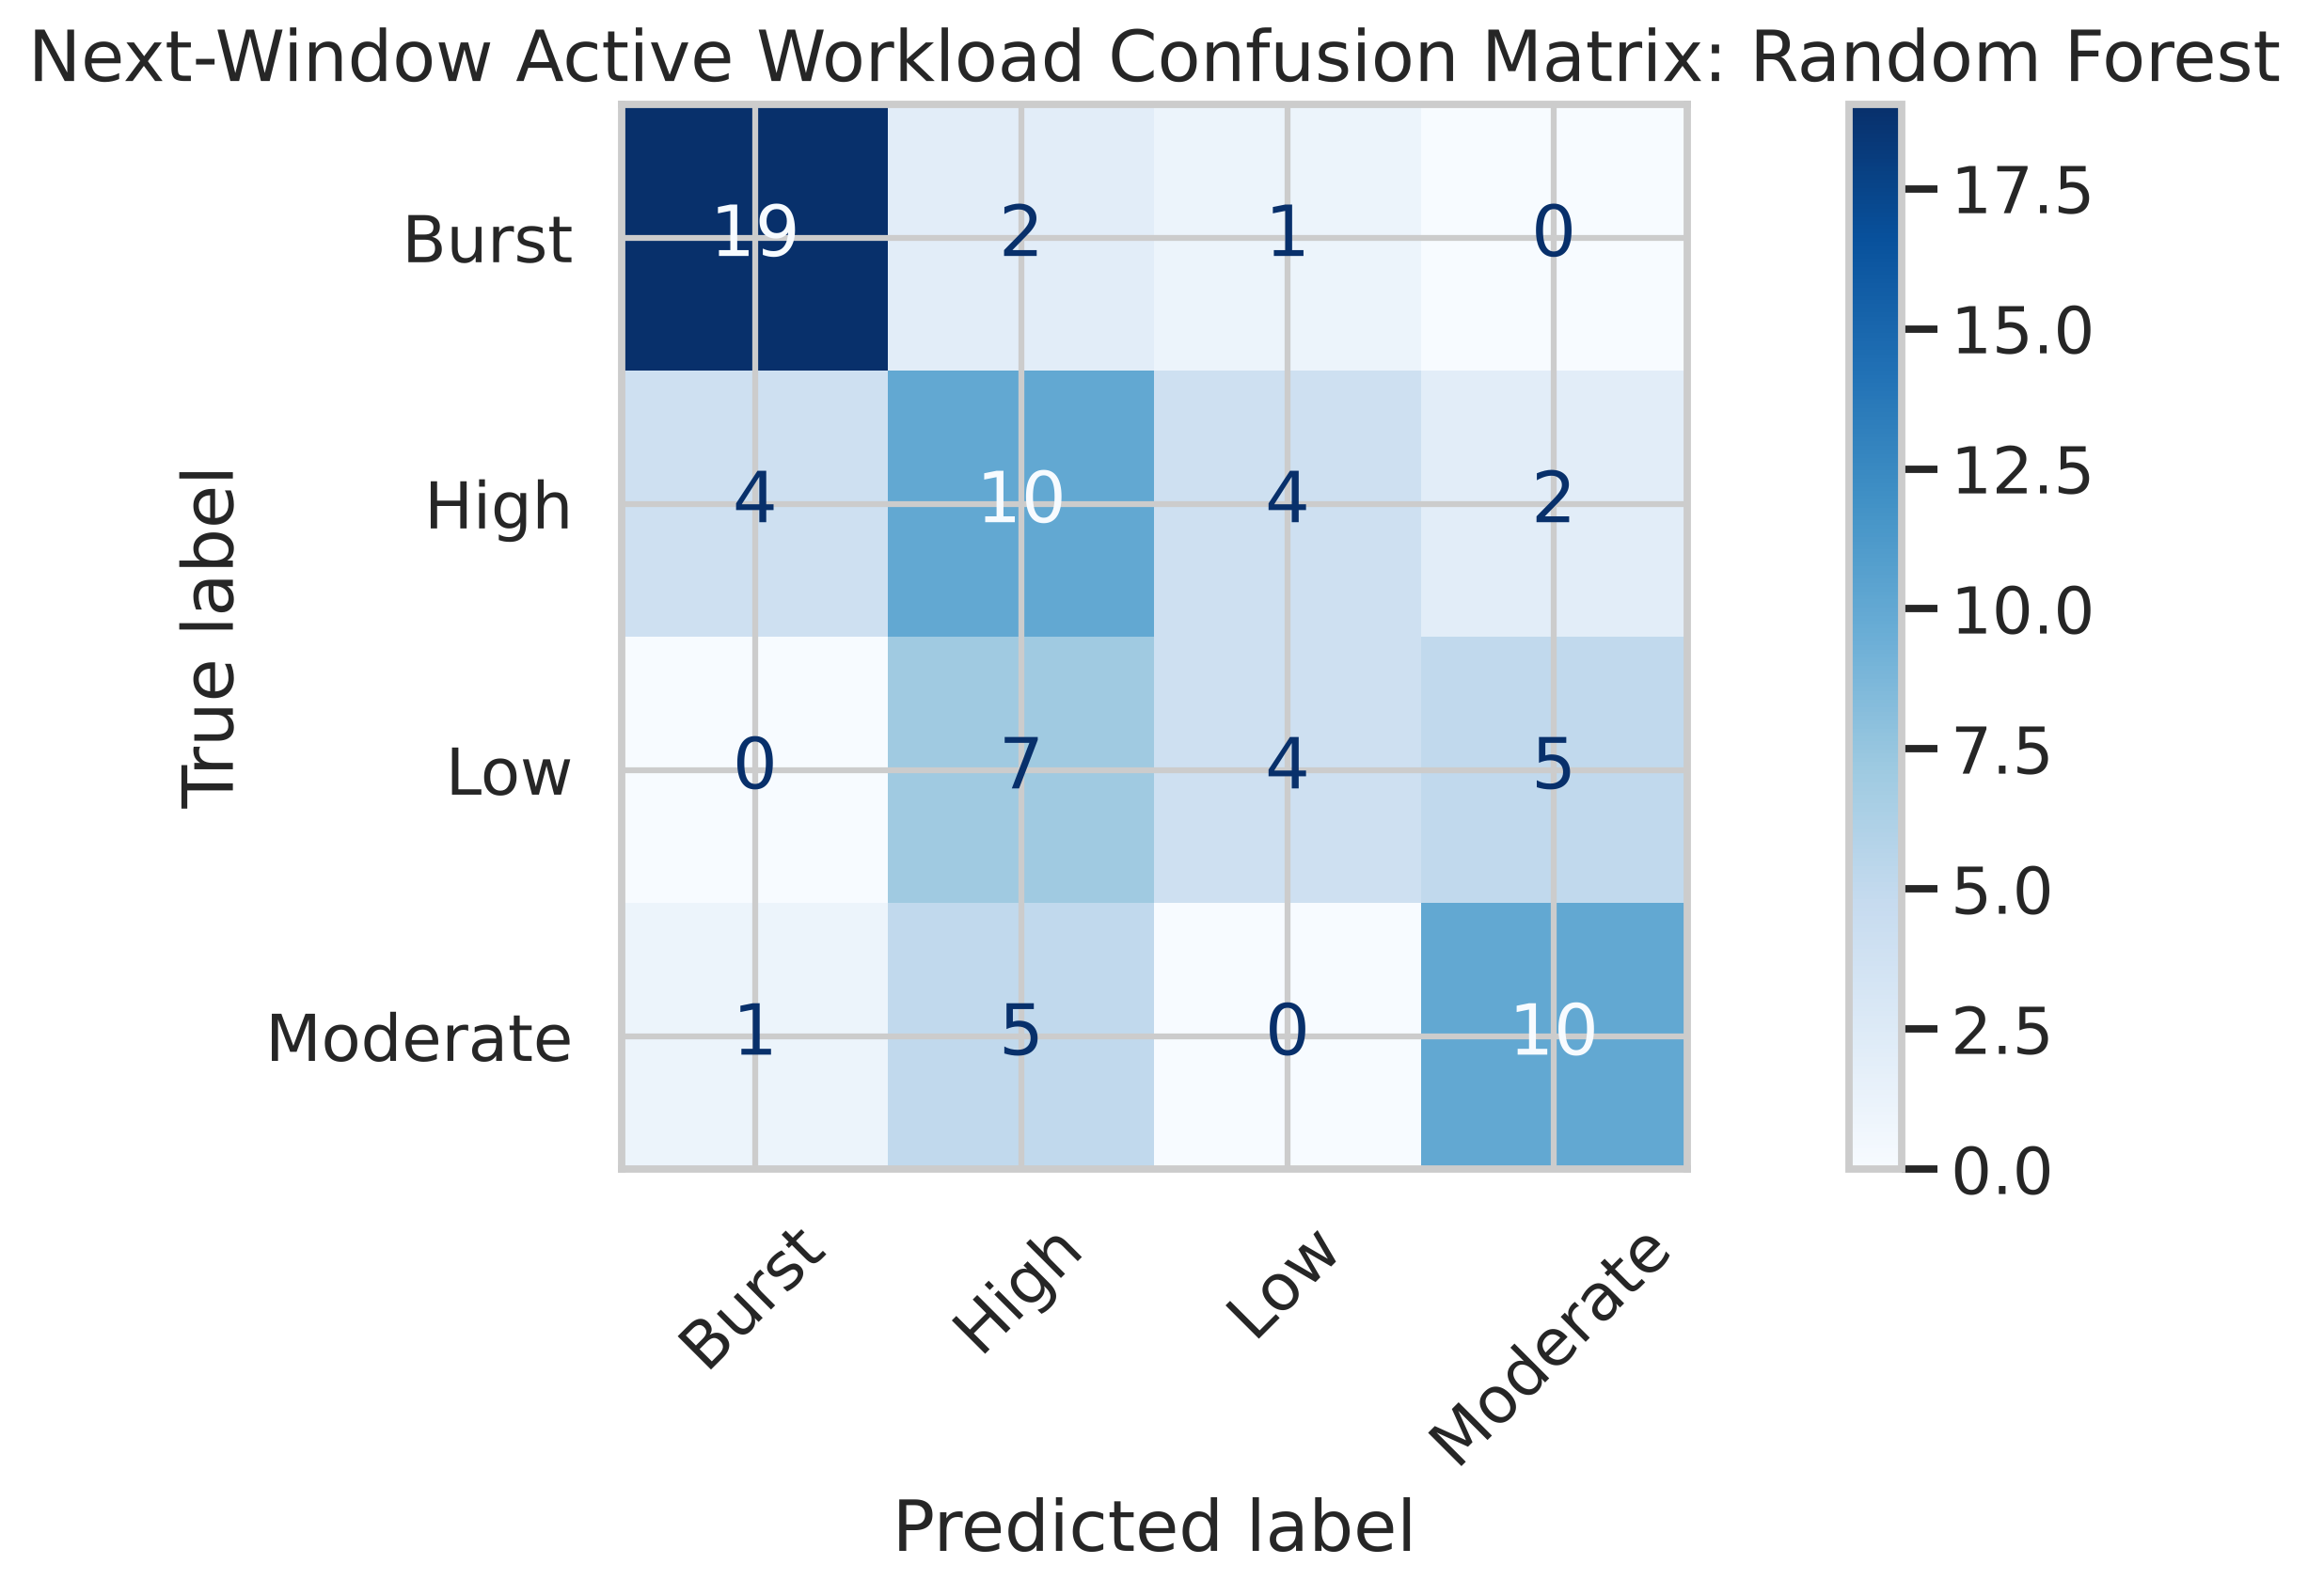 Next-Window Active Workload Confusion Matrix: Random Forest
True label
Burst
19 2 1 0
High
4 10 4 2
Low
0 7 4 5
Moderate
1 5 0 10
Burst High Low Moderate
Predicted label
17.5
15.0
12.5
10.0
7.5
5.0
2.5
0.0